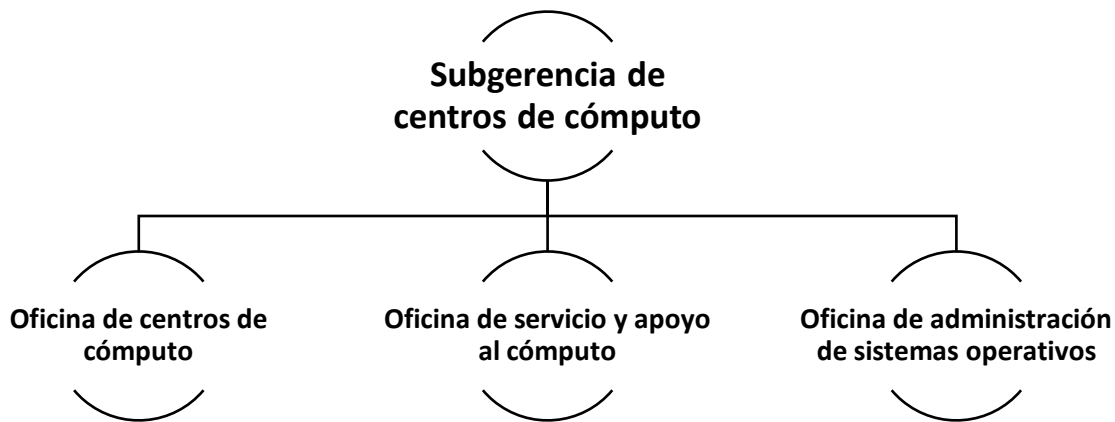 Subgerencia de
centros de cómputo
Oficina de centros de
cómputo
Oficina de servicio y apoyo
al cómputo
Oficina de administración
de sistemas operativos